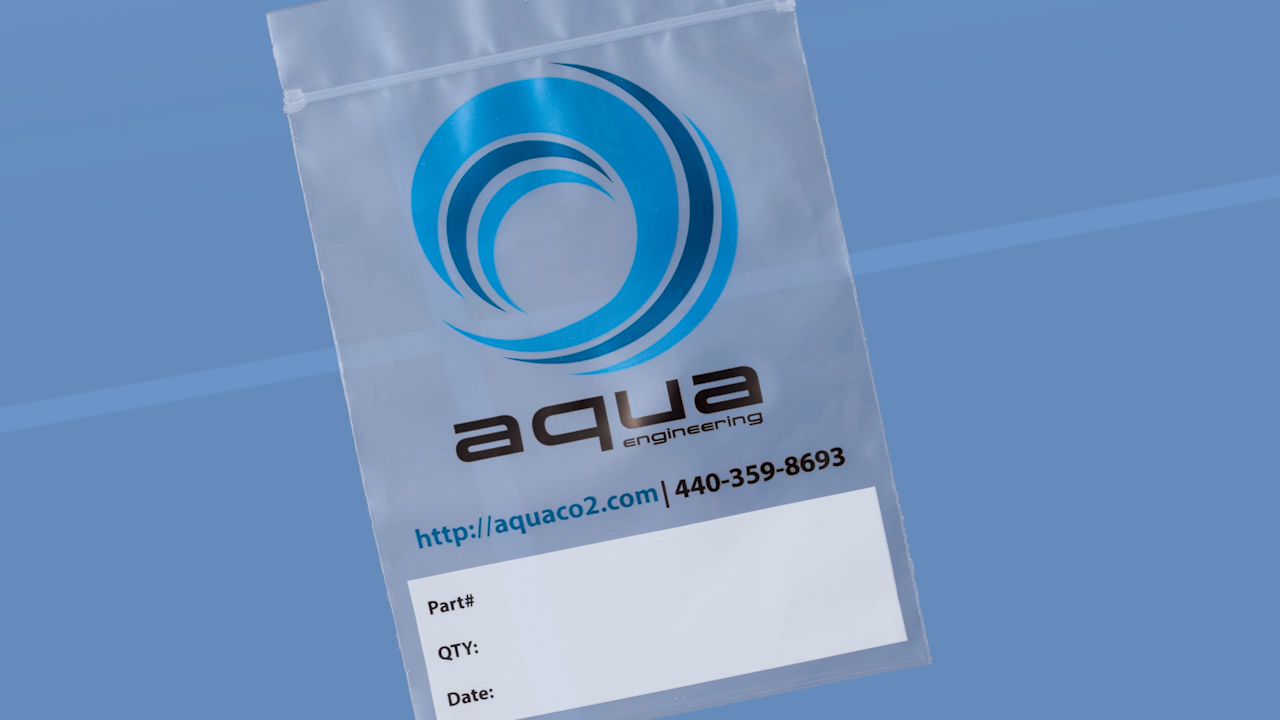 aqua
engineering
http://aquaco2.com | 440-359-8693
Part#
QTY:
Date: